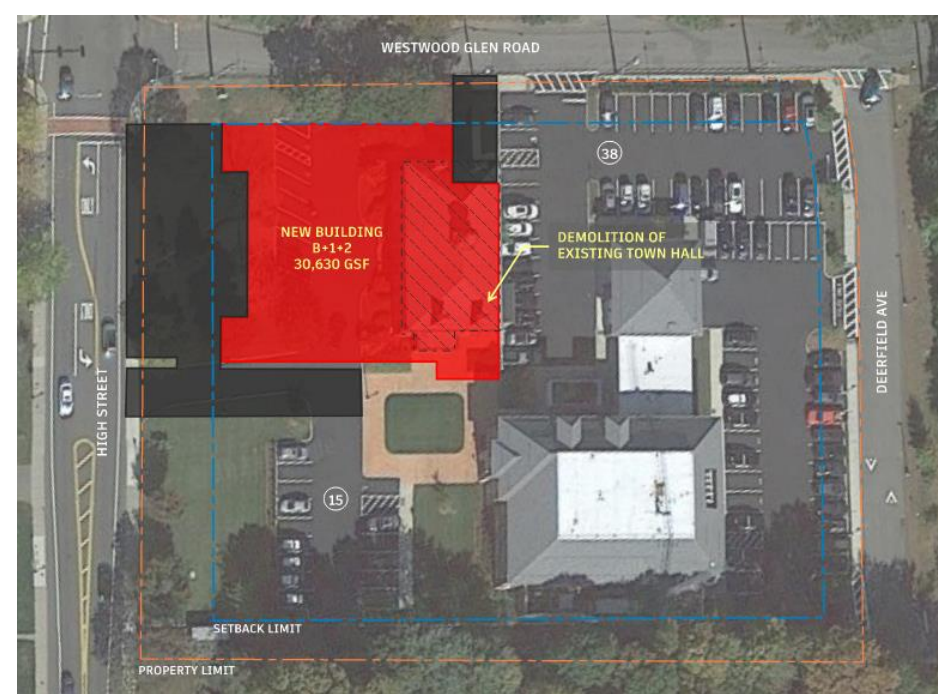 WESTWOOD GLEN ROAD
38
NEW BUILDING
B+1+2
30,630 GSF
DEMOLITION OF
EXISTING TOWN HALL
DEERFIELD AVE
HIGH STREET
15
SETBACK LIMIT
PROPERTY LIMIT